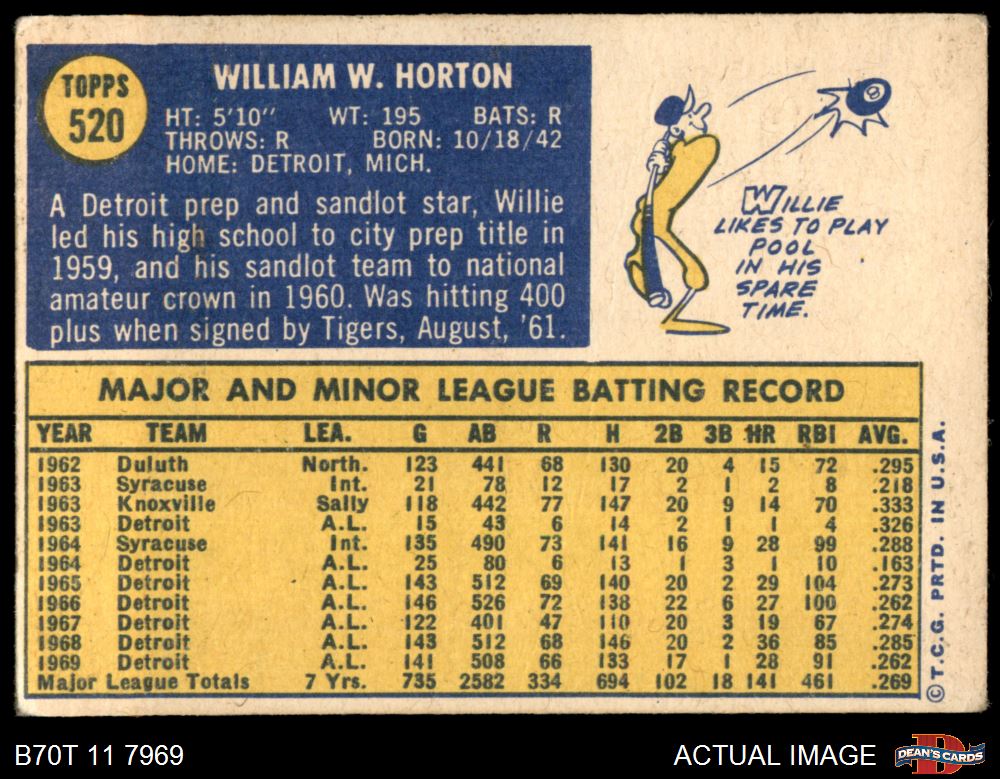 TOPPS
520
WILLIAM W. HORTON
HT: 5'10" WT: 195 BATS: R
THROWS: R BORN: 10/18/42
HOME: DETROIT, MICH.
A Detroit prep and sandlot star, Willie
led his high school to city prep title in
1959, and his sandlot team to national
amateur crown in 1960. Was hitting 400
plus when signed by Tigers, August, '61.
8
WILLIE
LIKES TO PLAY
POOL
IN HIS
SPARE
TIME.
MAJOR AND MINOR LEAGUE BATTING RECORD
YEAR TEAM LEA. G AB R H 2B 3B HR RBI AVG.
1962 Duluth North. 123 441 68 130 20 4 15 72 .295
1963 Syracuse Int. 21 78 12 17 2 1 2 8 .218
1963 Knoxville Sally 118 442 77 147 20 9 14 70 .333
1963 Detroit A.L. 15 43 6 14 2 1 1 4 .326
1964 Syracuse Int. 135 490 73 141 16 9 28 99 .288
1964 Detroit A.L. 25 80 6 13 1 3 1 10 .163
1965 Detroit A.L. 143 512 69 140 20 2 29 104 .273
1966 Detroit A.L. 146 526 72 138 22 6 27 100 .262
1967 Detroit A.L. 122 401 47 110 20 3 19 67 .274
1968 Detroit A.L. 143 512 68 146 20 2 36 85 .285
1969 Detroit A.L. 141 508 66 133 17 1 28 91 .262
Major League Totals 7 Yrs. 735 2582 334 694 102 18 141 461 .269
©T.C.G. PRTD. IN U.S.A.
B70T 11 7969
ACTUAL IMAGE
D
DEAN'S CARDS